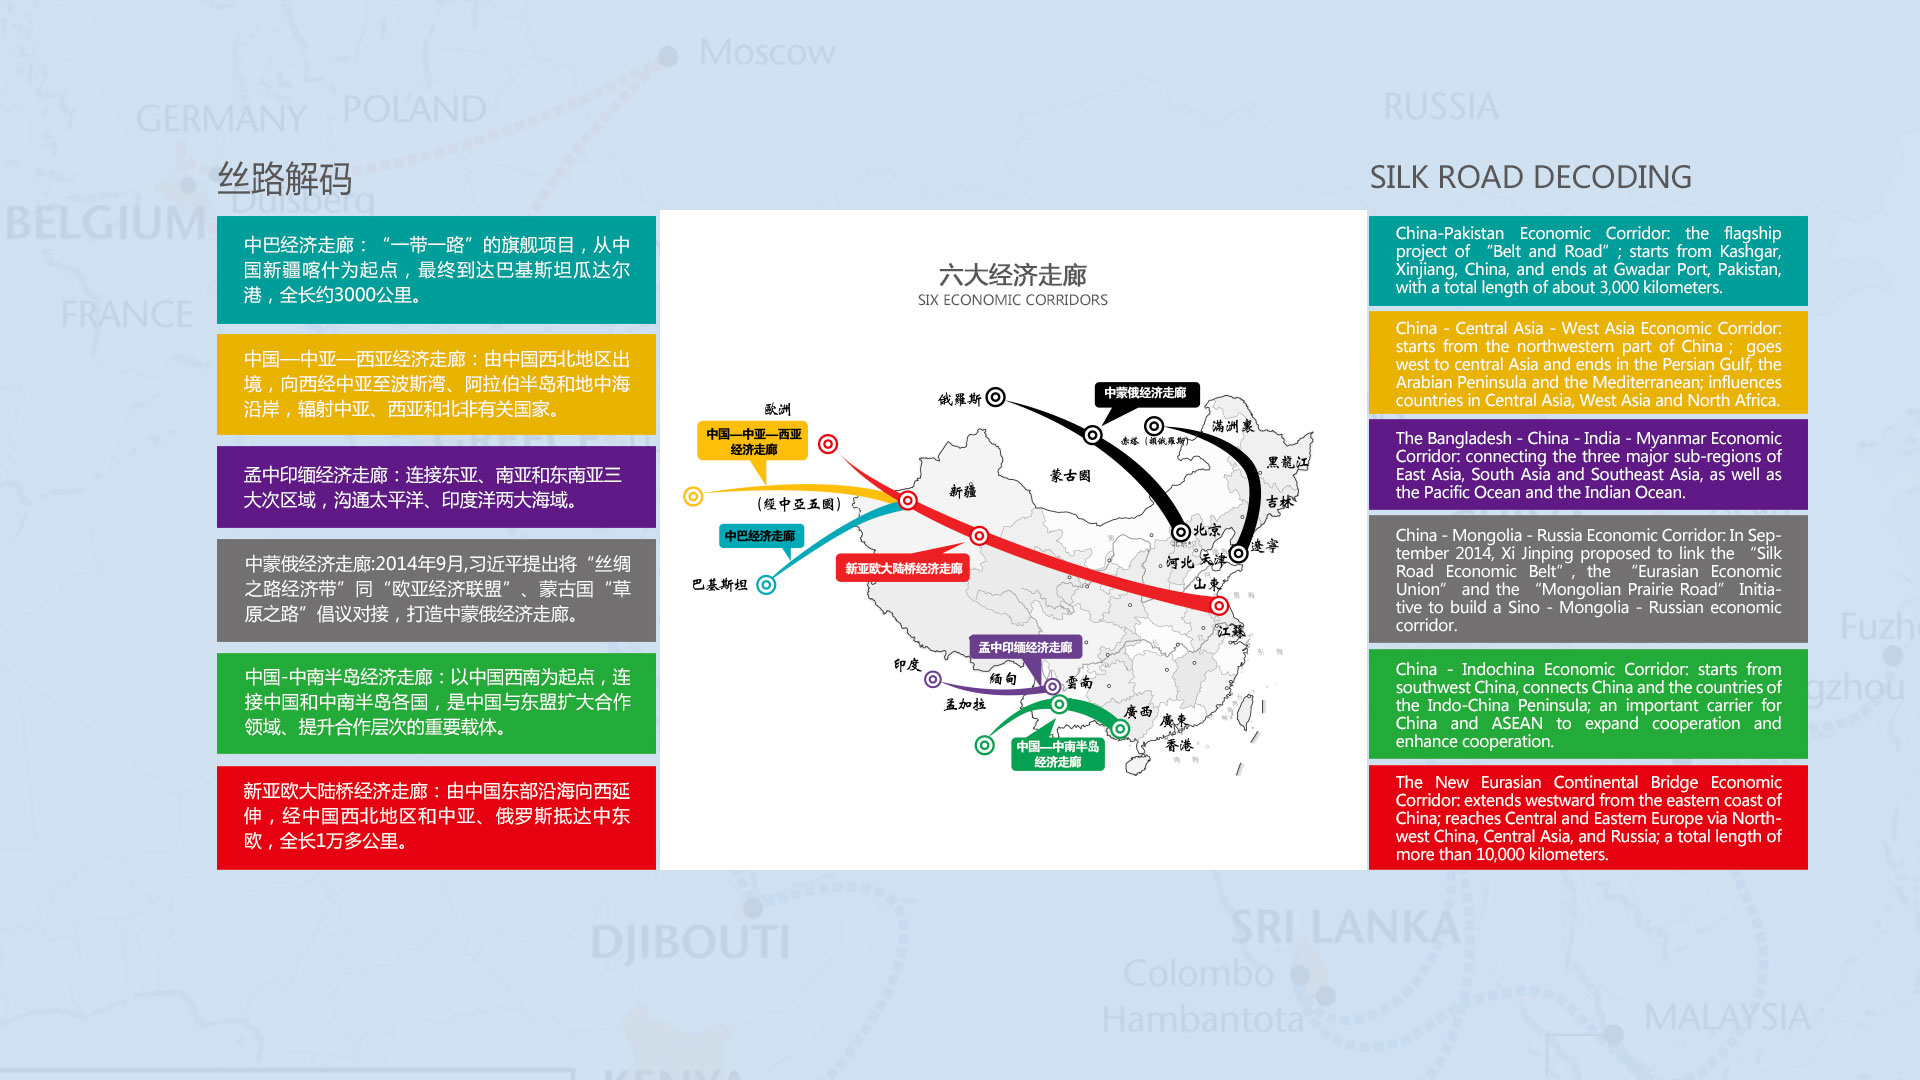 Moscow
GERMANY
POLAND
RUSSIA
丝路解码
SILK ROAD DECODING
Duisberg
BELGIUM
FRANCE
中巴经济走廊：“一带一路”的旗舰项目，从中
国新疆喀什为起点，最终到达巴基斯坦瓜达尔
港，全长约3000公里。
中国—中亚—西亚经济走廊：由中国西北地区出
境，向西经中亚至波斯湾、阿拉伯半岛和地中海
沿岸，辐射中亚、西亚和北非有关国家。
孟中印缅经济走廊：连接东亚、南亚和东南亚三
大次区域，沟通太平洋、印度洋两大海域。
中蒙俄经济走廊:2014年9月,习近平提出将“丝绸
之路经济带”同“欧亚经济联盟”、蒙古国“草
原之路”倡议对接，打造中蒙俄经济走廊。
中国-中南半岛经济走廊：以中国西南为起点，连
接中国和中南半岛各国，是中国与东盟扩大合作
领域、提升合作层次的重要载体。
新亚欧大陆桥经济走廊：由中国东部沿海向西延
伸，经中国西北地区和中亚、俄罗斯抵达中东
欧，全长1万多公里。
六大经济走廊
SIX ECONOMIC CORRIDORS
俄羅斯
中蒙俄经济走廊
歐洲
中国—中亚—西亚
经济走廊
赤塔（俄羅斯）
滿洲裏
黑龍江
蒙古國
新疆
(經中亞五國)
吉林
中巴经济走廊
北京
遼寧
新亚欧大陆桥经济走廊
河北
天津
巴基斯坦
山東
江蘇
孟中印缅经济走廊
印度
緬甸
雲南
孟加拉
廣西
廣東
香港
中国—中南半岛
经济走廊
China-Pakistan Economic Corridor: the flagship
project of “Belt and Road”; starts from Kashgar,
Xinjiang, China, and ends at Gwadar Port, Pakistan,
with a total length of about 3,000 kilometers.
China - Central Asia - West Asia Economic Corridor:
starts from the northwestern part of China； goes
west to central Asia and ends in the Persian Gulf, the
Arabian Peninsula and the Mediterranean; influences
countries in Central Asia, West Asia and North Africa.
The Bangladesh - China - India - Myanmar Economic
Corridor: connecting the three major sub-regions of
East Asia, South Asia and Southeast Asia, as well as
the Pacific Ocean and the Indian Ocean.
China - Mongolia - Russia Economic Corridor: In Sep-
tember 2014, Xi Jinping proposed to link the “Silk
Road Economic Belt”, the “Eurasian Economic
Union” and the “Mongolian Prairie Road” Initia-
tive to build a Sino - Mongolia - Russian economic
corridor.
China - Indochina Economic Corridor: starts from
southwest China, connects China and the countries of
the Indo-China Peninsula; an important carrier for
China and ASEAN to expand cooperation and
enhance cooperation.
The New Eurasian Continental Bridge Economic
Corridor: extends westward from the eastern coast of
China; reaches Central and Eastern Europe via North-
west China, Central Asia, and Russia; a total length of
more than 10,000 kilometers.
Fuzh
gzhou
DJIBOUTI
SRI LANKA
Colombo
Hambantota
MALAYSIA
KENYA